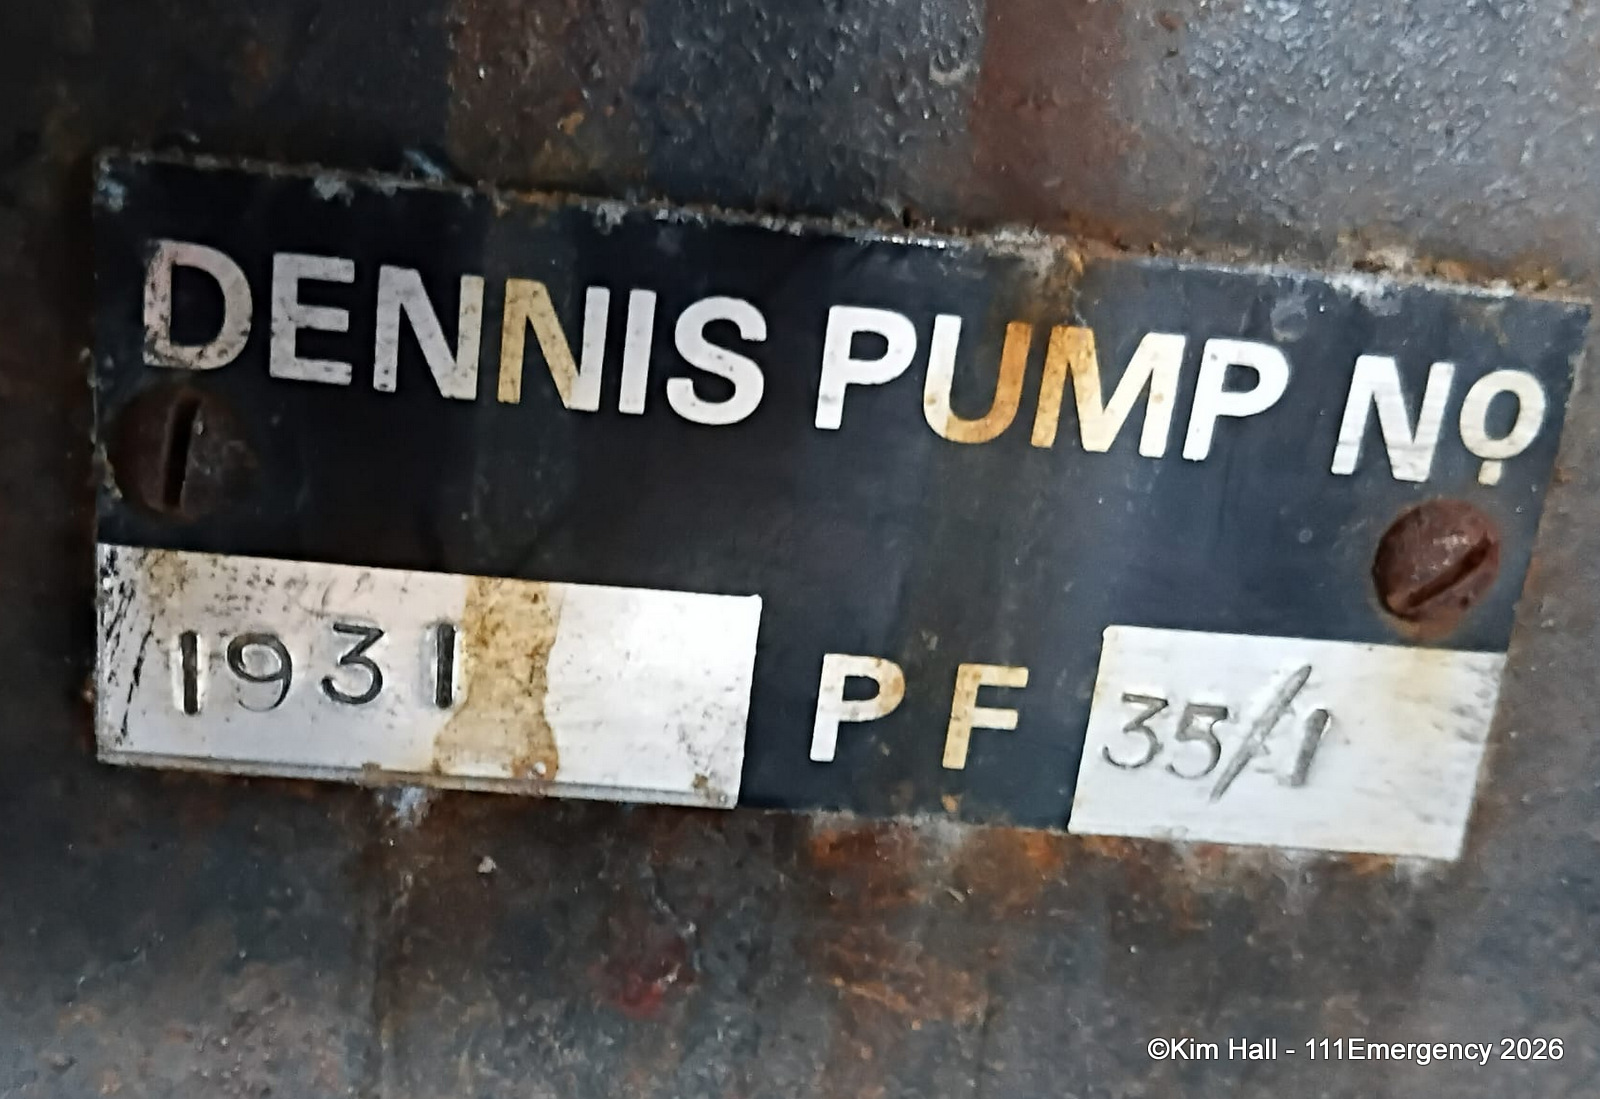 DENNIS PUMP Nº
1931 PF 35/1
©Kim Hall - 111Emergency 2026